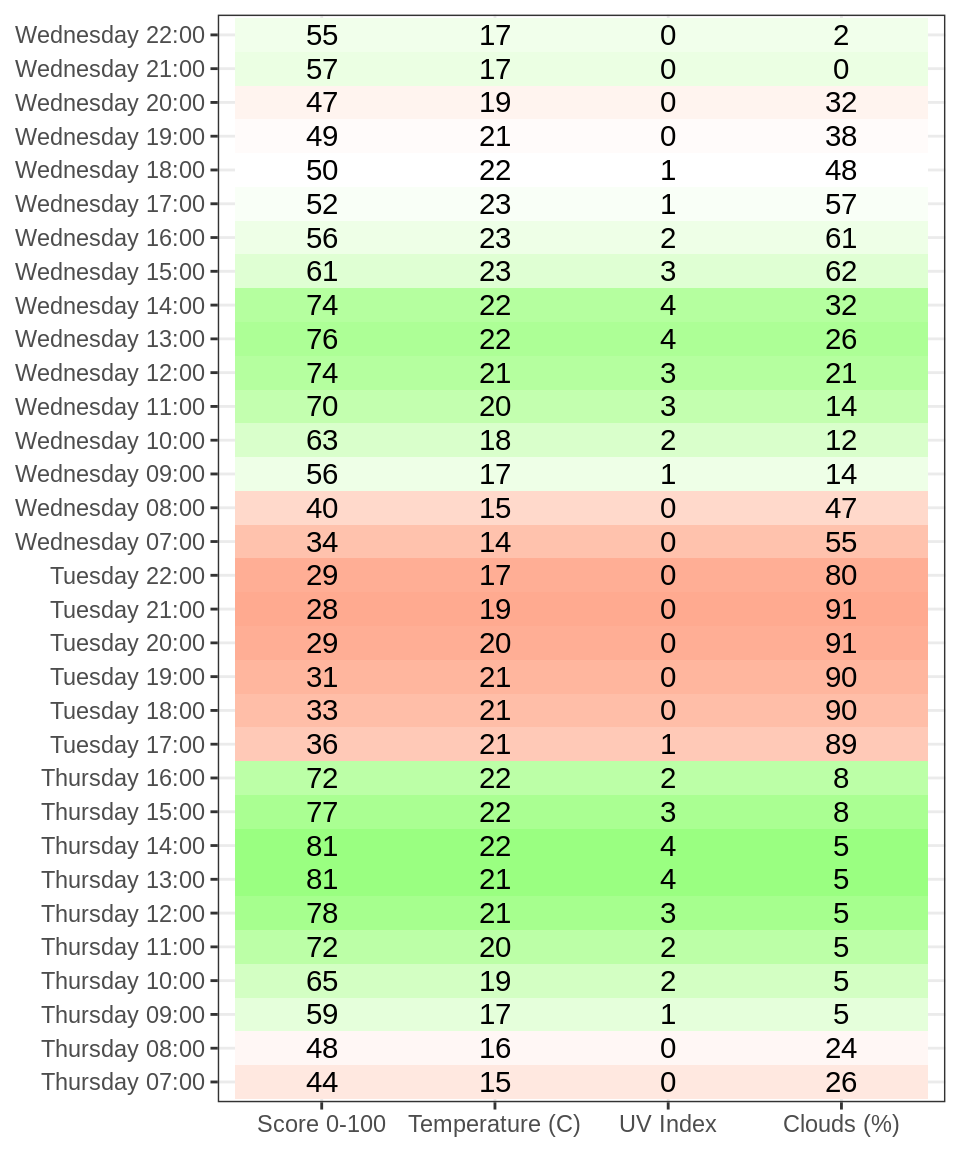 Wednesday 22:00 55 17 0 2
Wednesday 21:00 57 17 0 0
Wednesday 20:00 47 19 0 32
Wednesday 19:00 49 21 0 38
Wednesday 18:00 50 22 1 48
Wednesday 17:00 52 23 1 57
Wednesday 16:00 56 23 2 61
Wednesday 15:00 61 23 3 62
Wednesday 14:00 74 22 4 32
Wednesday 13:00 76 22 4 26
Wednesday 12:00 74 21 3 21
Wednesday 11:00 70 20 3 14
Wednesday 10:00 63 18 2 12
Wednesday 09:00 56 17 1 14
Wednesday 08:00 40 15 0 47
Wednesday 07:00 34 14 0 55
Tuesday 22:00 29 17 0 80
Tuesday 21:00 28 19 0 91
Tuesday 20:00 29 20 0 91
Tuesday 19:00 31 21 0 90
Tuesday 18:00 33 21 0 90
Tuesday 17:00 36 21 1 89
Thursday 16:00 72 22 2 8
Thursday 15:00 77 22 3 8
Thursday 14:00 81 22 4 5
Thursday 13:00 81 21 4 5
Thursday 12:00 78 21 3 5
Thursday 11:00 72 20 2 5
Thursday 10:00 65 19 2 5
Thursday 09:00 59 17 1 5
Thursday 08:00 48 16 0 24
Thursday 07:00 44 15 0 26
Score 0-100 Temperature (C) UV Index Clouds (%)